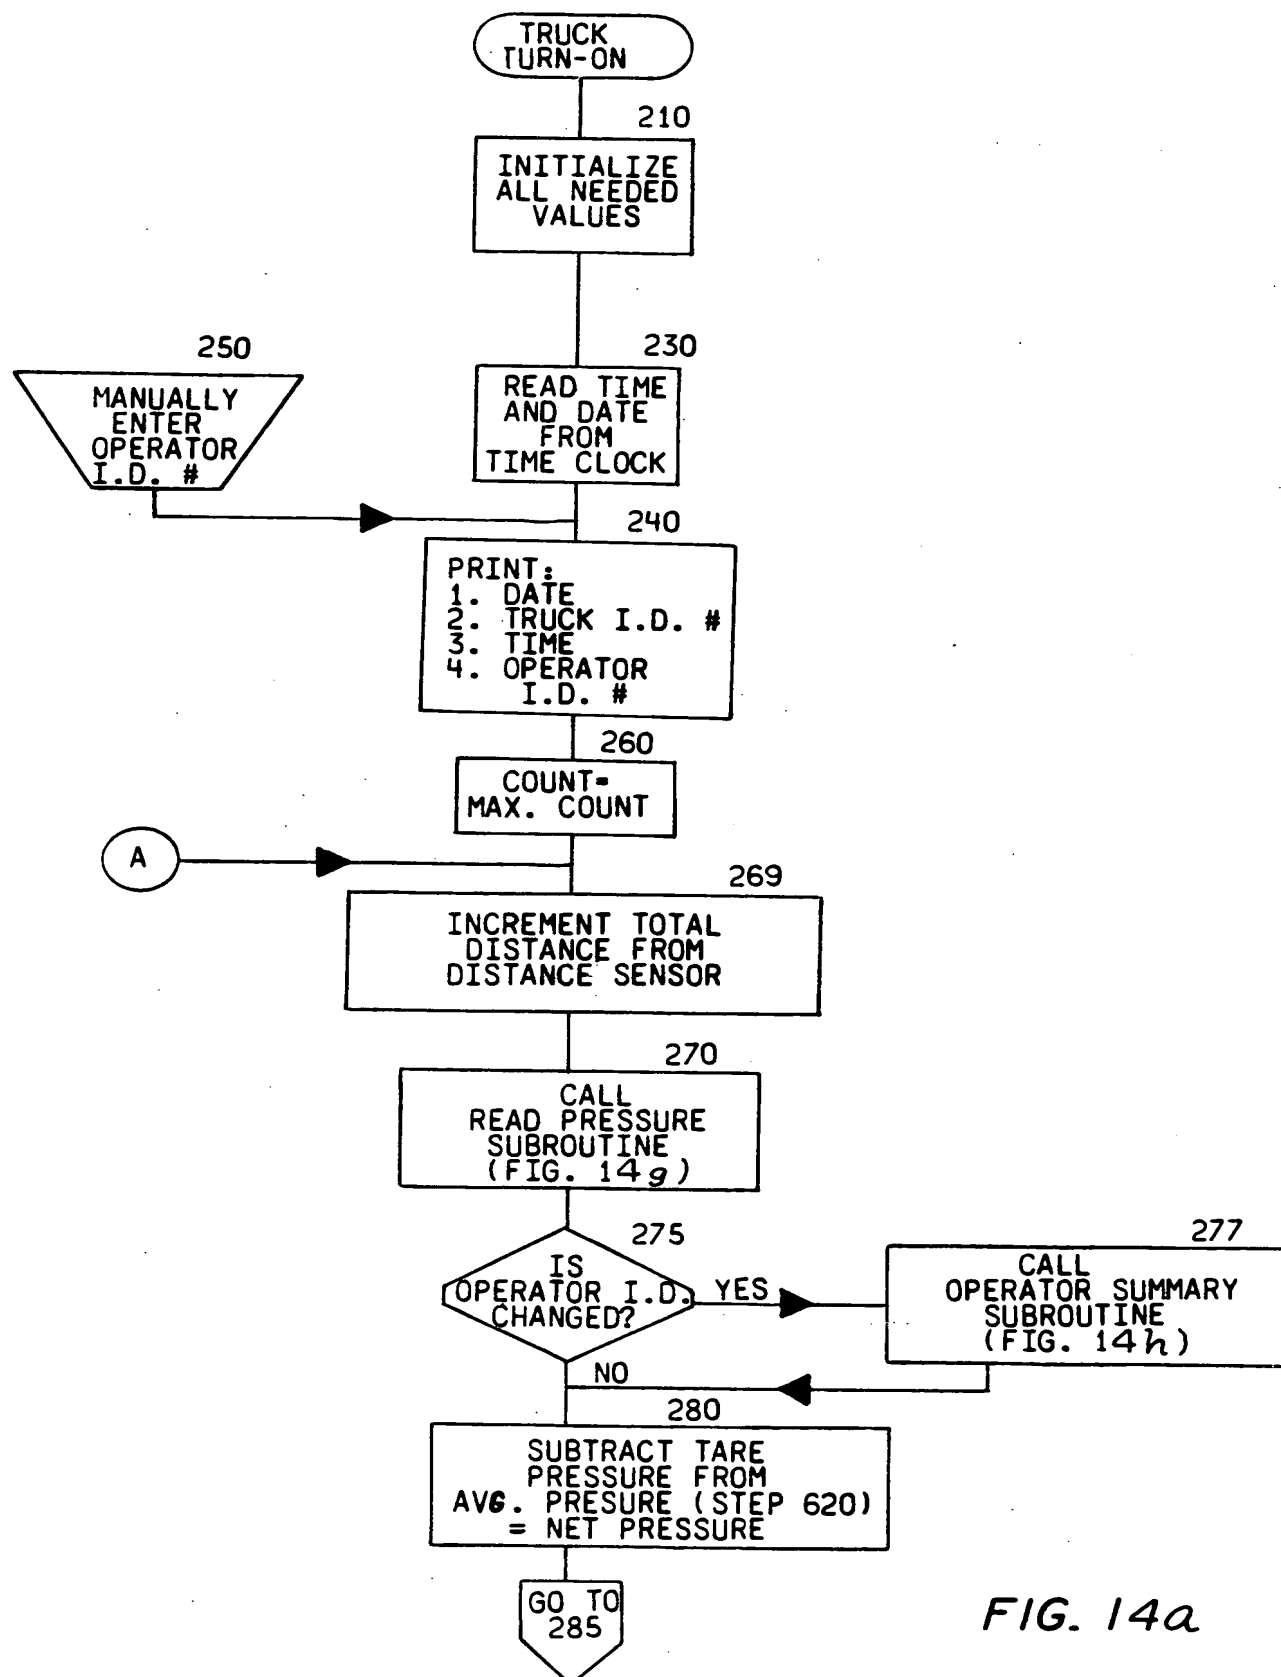 TRUCK
TURN-ON
210
INITIALIZE
ALL NEEDED
VALUES
250
MANUALLY
ENTER
OPERATOR
I.D. #
230
READ TIME
AND DATE
FROM
TIME CLOCK
240
PRINT:
1. DATE
2. TRUCK I.D. #
3. TIME
4. OPERATOR
I.D. #
260
COUNT=
MAX. COUNT
A
269
INCREMENT TOTAL
DISTANCE FROM
DISTANCE SENSOR
270
CALL
READ PRESSURE
SUBROUTINE
(FIG. 14g)
275
IS
OPERATOR I.D.
CHANGED?
YES
277
CALL
OPERATOR SUMMARY
SUBROUTINE
(FIG. 14h)
NO
280
SUBTRACT TARE
PRESSURE FROM
AVG. PRESURE (STEP 620)
= NET PRESSURE
GO TO
285
FIG. 14a